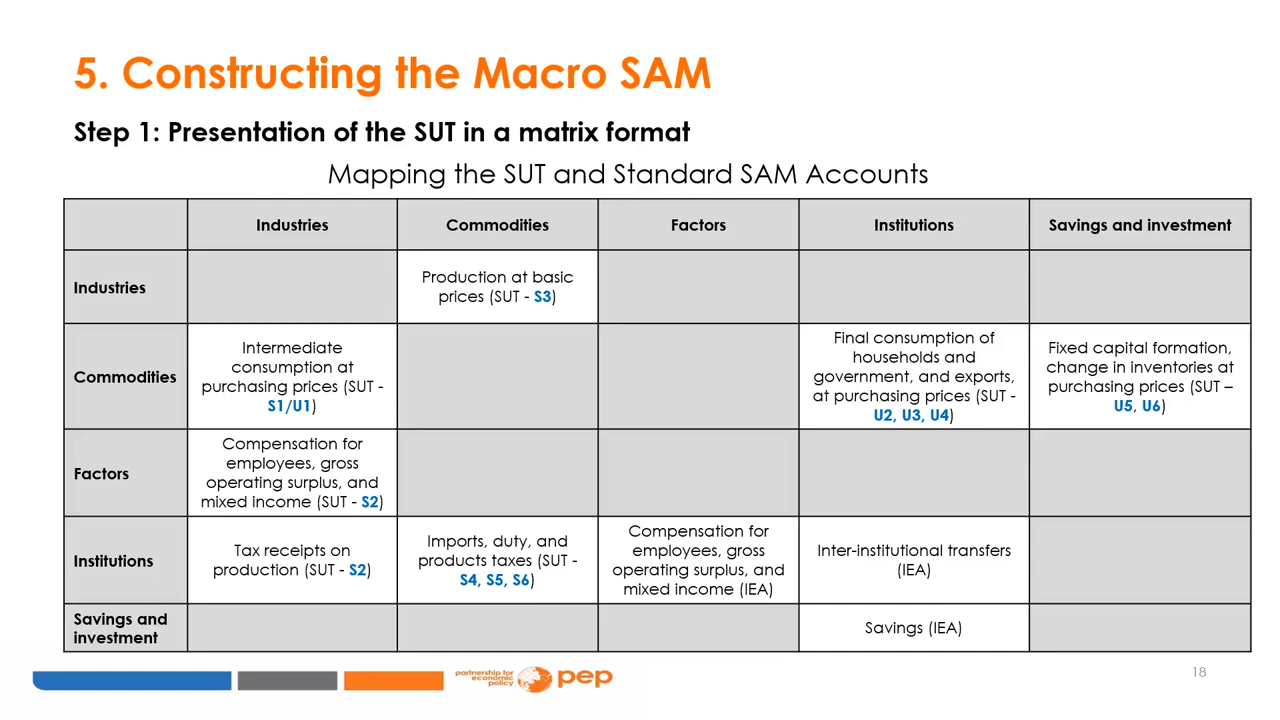 5. Constructing the Macro SAM
Step 1: Presentation of the SUT in a matrix format
Mapping the SUT and Standard SAM Accounts
Industries
Commodities
Factors
Institutions
Savings and investment
Industries
Production at basic
prices (SUT - S3)
Commodities
Intermediate
consumption at
purchasing prices (SUT -
S1/U1)
Final consumption of
households and
government, and exports,
at purchasing prices (SUT -
U2, U3, U4)
Fixed capital formation,
change in inventories at
purchasing prices (SUT –
U5, U6)
Factors
Compensation for
employees, gross
operating surplus, and
mixed income (SUT - S2)
Institutions
Tax receipts on
production (SUT - S2)
Imports, duty, and
products taxes (SUT -
S4, S5, S6)
Compensation for
employees, gross
operating surplus, and
mixed income (IEA)
Inter-institutional transfers
(IEA)
Savings and
investment
Savings (IEA)
partnership for
economic
policy
pep
18